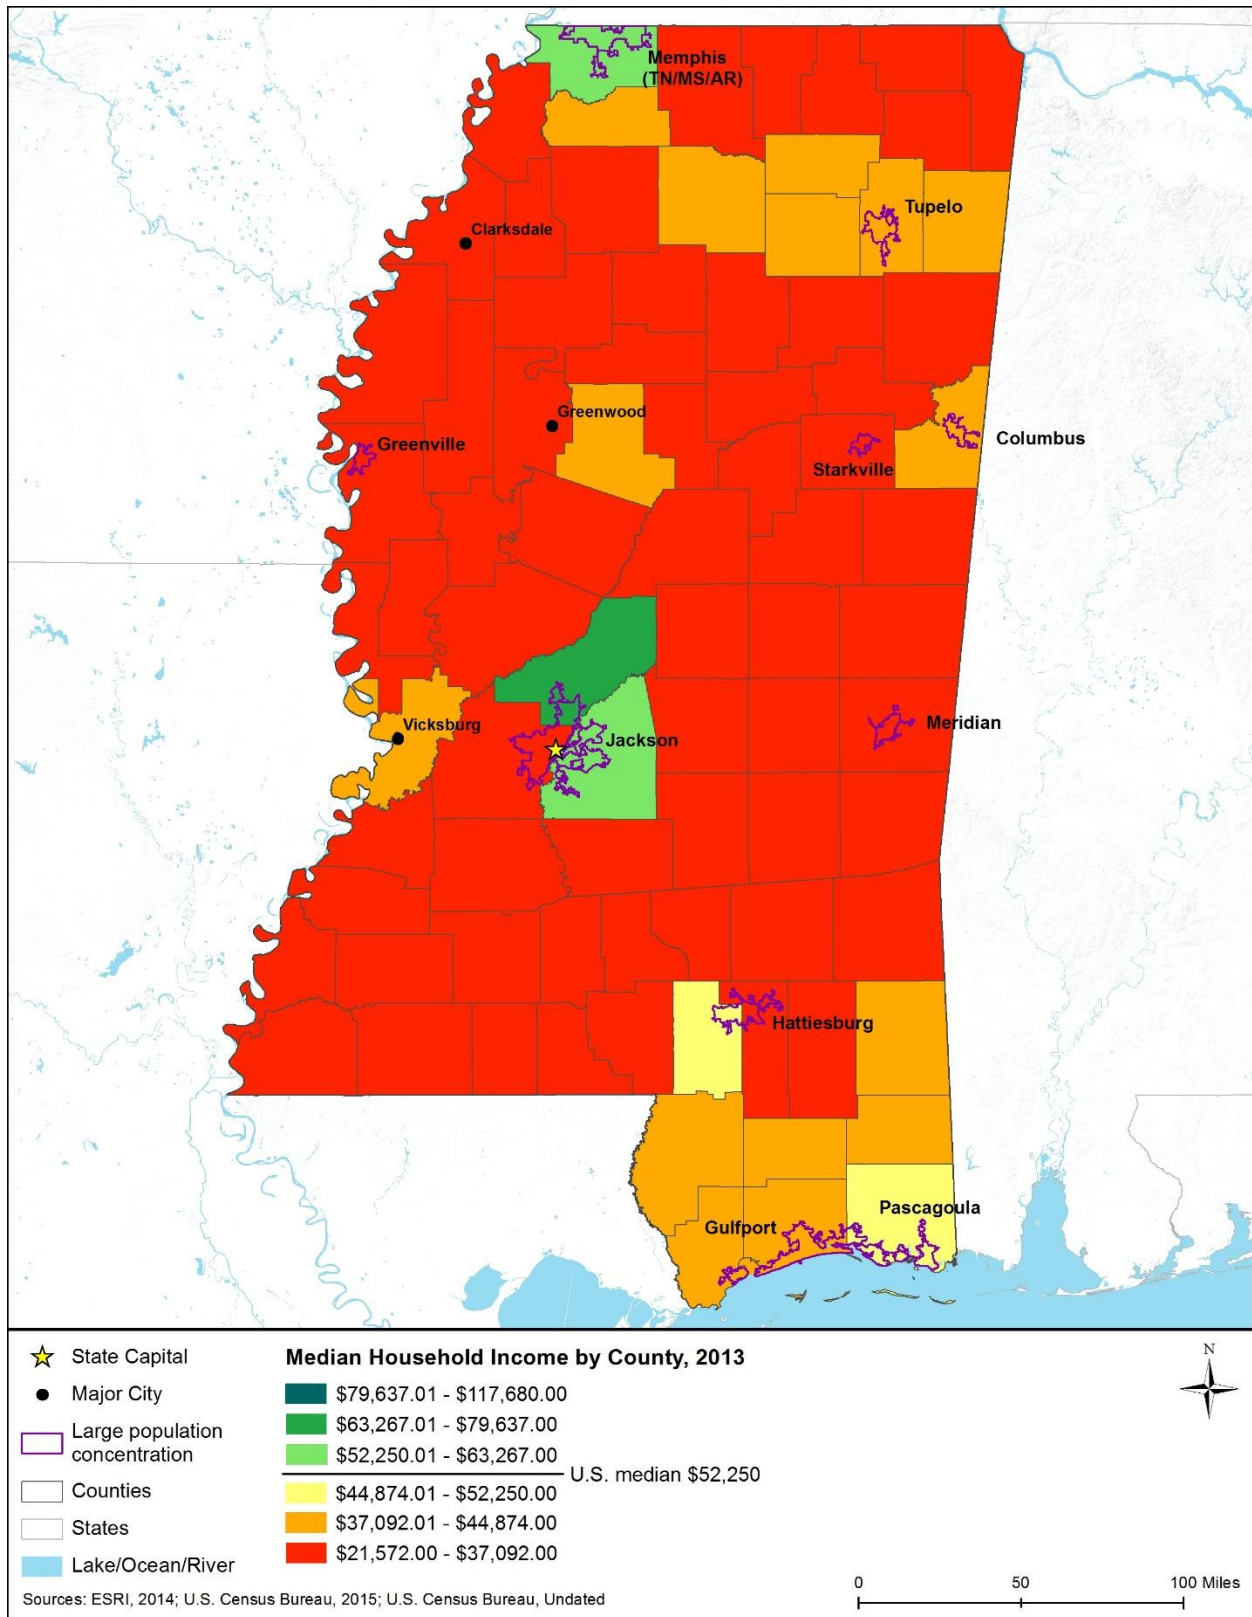 Memphis
(TN/MS/AR)
Tupelo
Clarksdale
Greenwood
Greenville
Columbus
Starkville
Vicksburg
Jackson
Meridian
Hattiesburg
Pascagoula
Gulfport
State Capital
Major City
Large population
concentration
Counties
States
Lake/Ocean/River
Median Household Income by County, 2013
$79,637.01 - $117,680.00
$63,267.01 - $79,637.00
$52,250.01 - $63,267.00
U.S. median $52,250
$44,874.01 - $52,250.00
$37,092.01 - $44,874.00
$21,572.00 - $37,092.00
N
0 50 100 Miles
Sources: ESRI, 2014; U.S. Census Bureau, 2015; U.S. Census Bureau, Undated